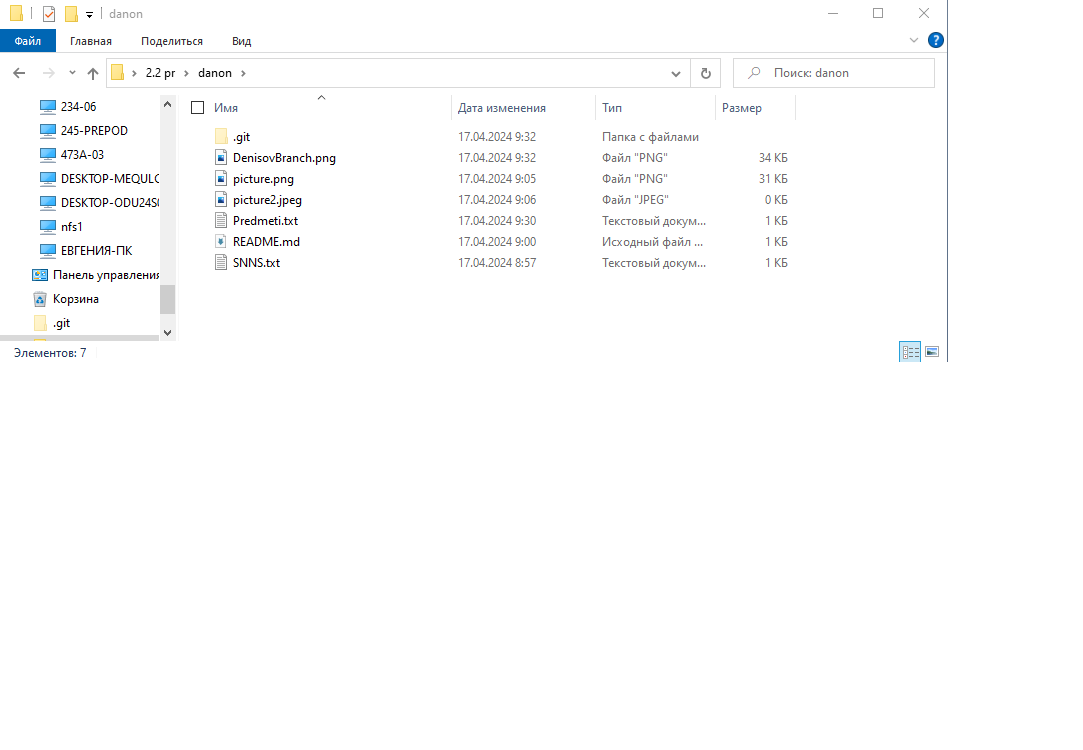 danon
Файл Главная Поделиться Вид
2.2 pr danon Поиск: danon
234-06
245-PREPOD
473A-03
DESKTOP-MEQULC
DESKTOP-ODU24S
nfs1
ЕВГЕНИЯ-ПК
Панель управления
Корзина
.git
Имя Дата изменения Тип Размер
.git 17.04.2024 9:32 Папка с файлами
DenisovBranch.png 17.04.2024 9:32 Файл "PNG" 34 КБ
picture.png 17.04.2024 9:05 Файл "PNG" 31 КБ
picture2.jpeg 17.04.2024 9:06 Файл "JPEG" 0 КБ
Predmeti.txt 17.04.2024 9:30 Текстовый докум... 1 КБ
README.md 17.04.2024 9:00 Исходный файл ... 1 КБ
SNNS.txt 17.04.2024 8:57 Текстовый докум... 1 КБ
Элементов: 7